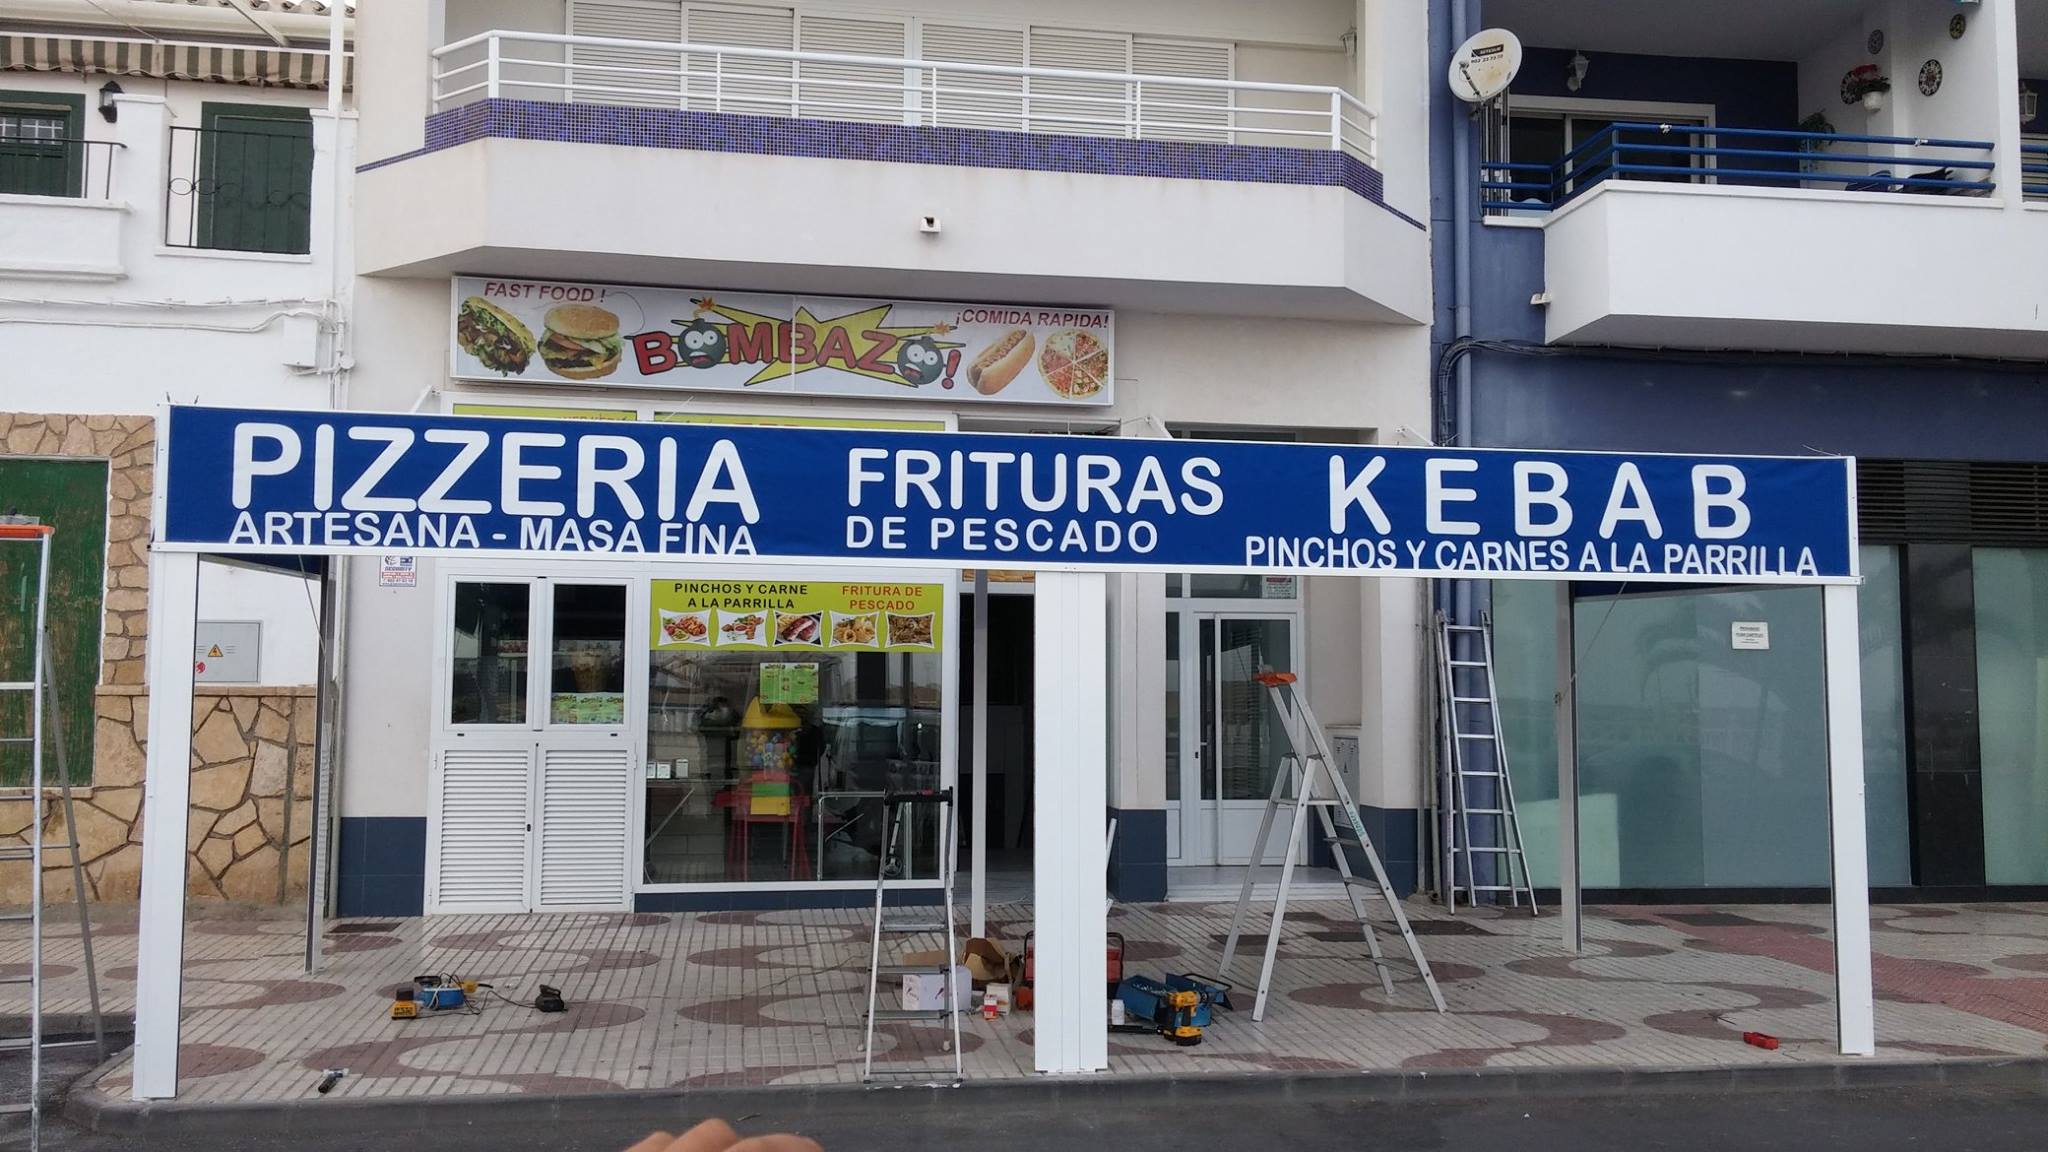 FAST FOOD !
BOMBAZO!
¡COMIDA RAPIDA!
PIZZERIA
ARTESANA - MASA FINA
FRITURAS
DE PESCADO
KEBAB
PINCHOS Y CARNES A LA PARRILLA
PINCHOS Y CARNE
A LA PARRILLA
FRITURA DE
PESCADO
SECURITY